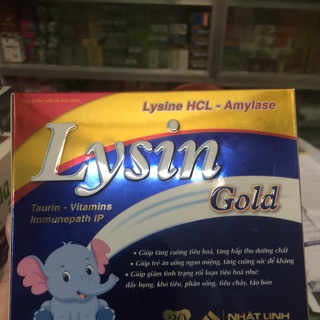 Lysine HCL - Amylase
Lysin
Gold
Taurin - Vitamins
Immunepath IP
• Giúp tăng cường tiêu hoá, tăng hấp thu dưỡng chất
• Giúp trẻ ăn uống ngon miệng, tăng cường sức đề kháng
• Giúp giảm tình trạng rối loạn tiêu hoá như:
đầy bụng, khó tiêu, phân sống, tiêu chảy, táo bón
NHẤT LINH